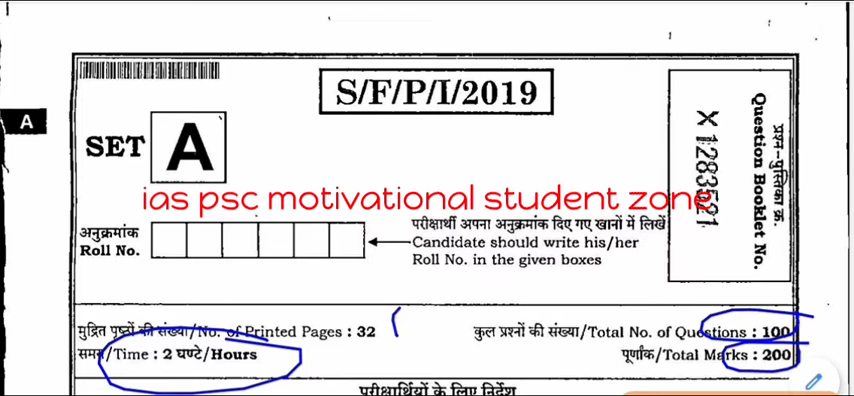 S/F/P/I/2019
A
SET A
ias psc motivational student zone
प्रश्न-पुस्तिका क्र.
Question Booklet No.
X 1283521
अनुक्रमांक
Roll No.
परीक्षार्थी अपना अनुक्रमांक दिए गए खानों में लिखें
Candidate should write his/her
Roll No. in the given boxes
मुद्रित पृष्ठों की संख्या/No. of Printed Pages : 32
कुल प्रश्नों की संख्या/Total No. of Questions : 100
समय/Time : 2 घण्टे/Hours
पूर्णांक/Total Marks : 200
परीक्षार्थियों के लिए निर्देश